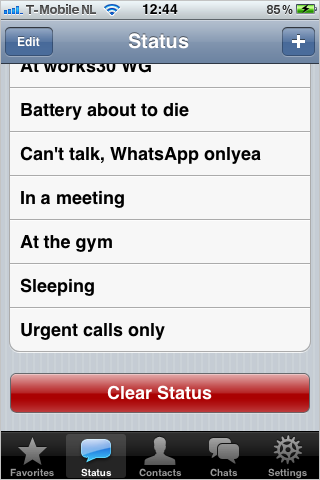 T-Mobile NL 12:44 85%
Edit Status +
At works30 WG
Battery about to die
Can't talk, WhatsApp onlyea
In a meeting
At the gym
Sleeping
Urgent calls only
Clear Status
Favorites Status Contacts Chats Settings